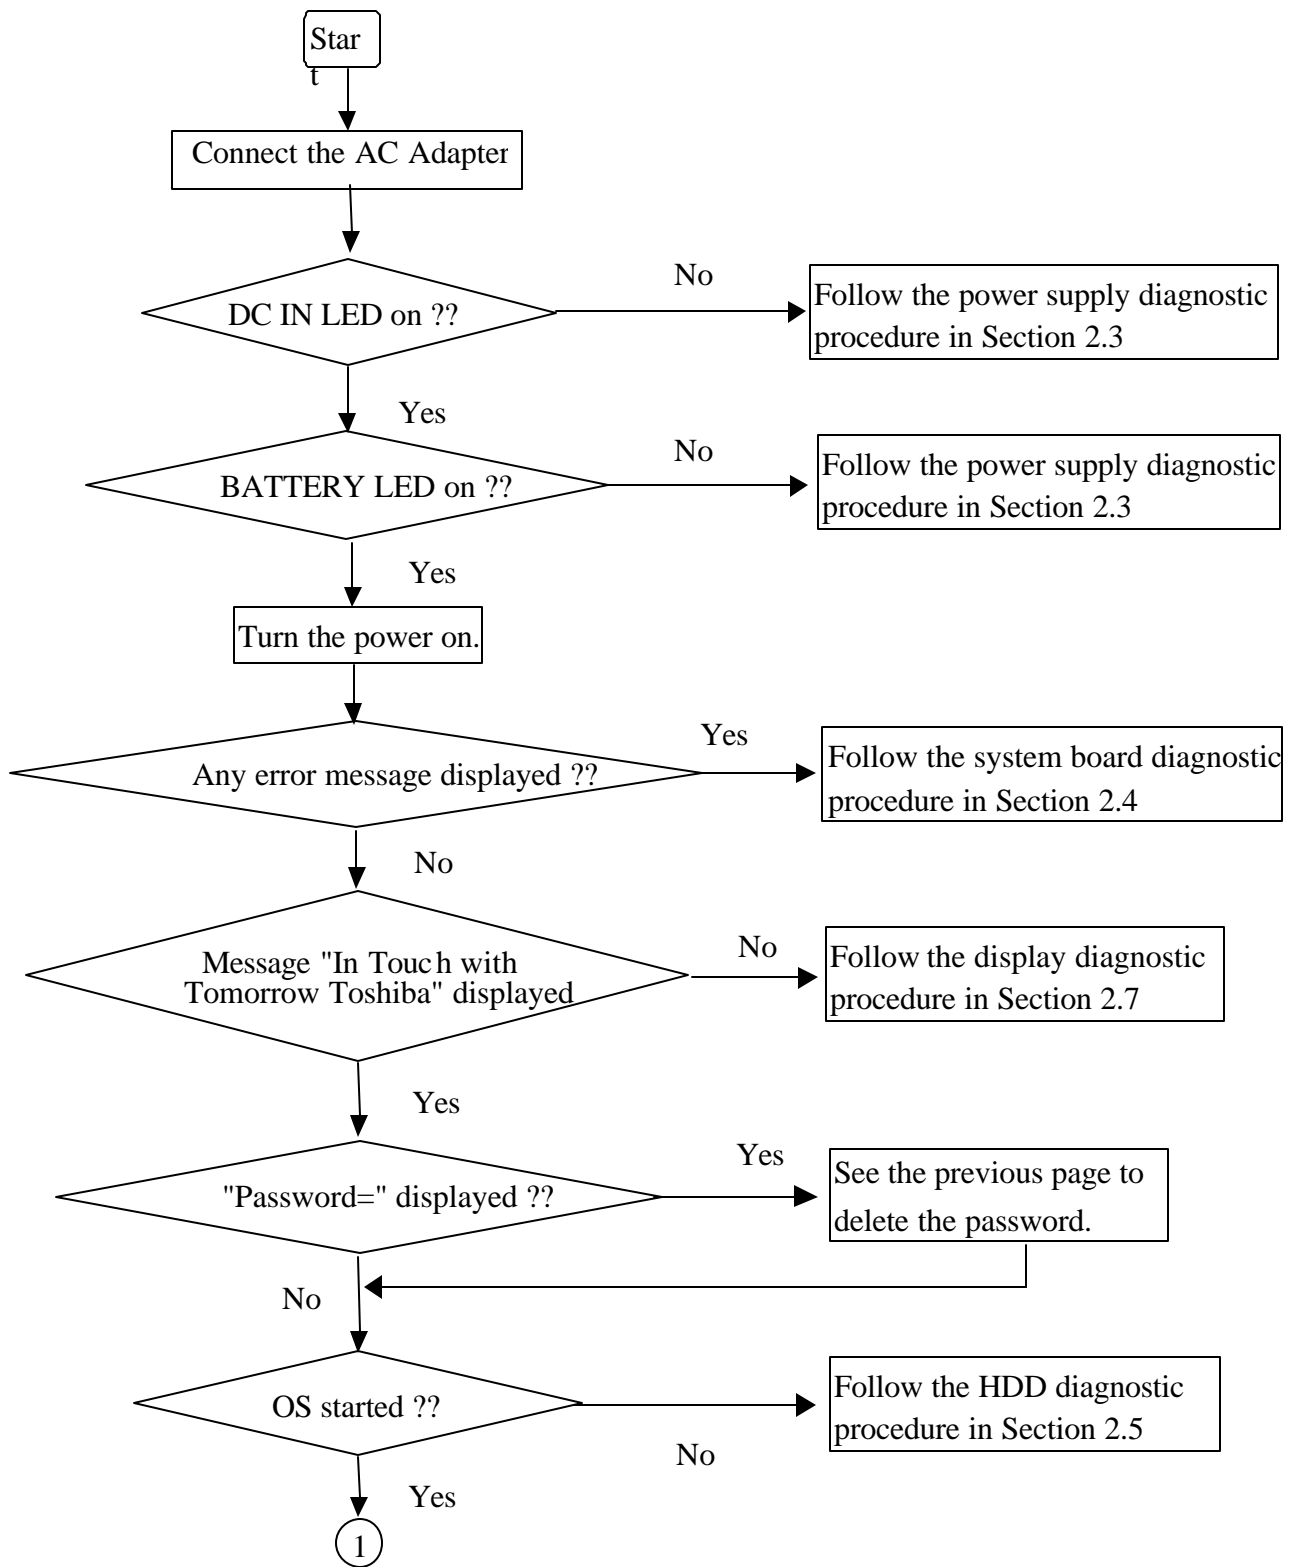 Star
t
Connect the AC Adapter
No
DC IN LED on ??
Follow the power supply diagnostic
procedure in Section 2.3
Yes
No
BATTERY LED on ??
Follow the power supply diagnostic
procedure in Section 2.3
Yes
Turn the power on.
Yes
Any error message displayed ??
Follow the system board diagnostic
procedure in Section 2.4
No
No
Message "In Touch with
Tomorrow Toshiba" displayed
Follow the display diagnostic
procedure in Section 2.7
Yes
Yes
"Password=" displayed ??
See the previous page to
delete the password.
No
OS started ??
Follow the HDD diagnostic
procedure in Section 2.5
No
Yes
1